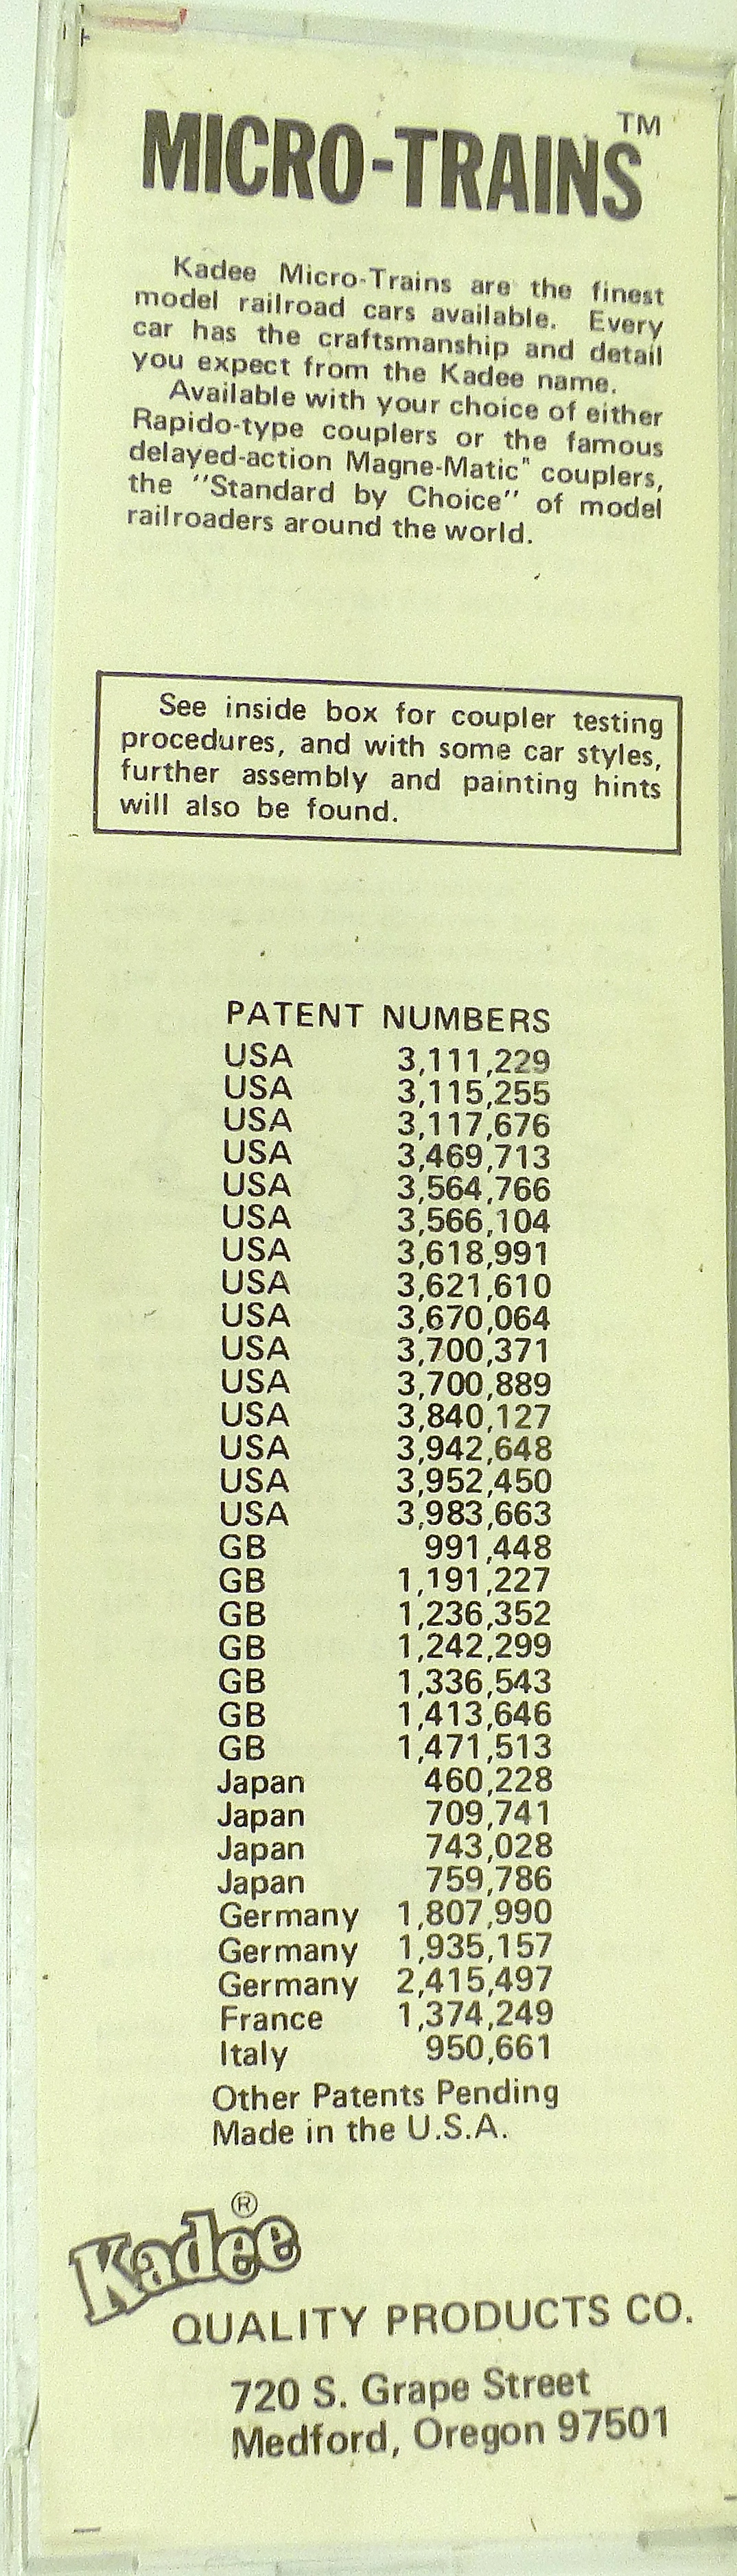 MICRO-TRAINS™
Kadee Micro-Trains are the finest
model railroad cars available. Every
car has the craftsmanship and detail
you expect from the Kadee name.
Available with your choice of either
Rapido-type couplers or the famous
delayed-action Magne-Matic" couplers,
the "Standard by Choice" of model
railroaders around the world.
See inside box for coupler testing
procedures, and with some car styles,
further assembly and painting hints
will also be found.
PATENT NUMBERS
USA 3,111,229
USA 3,115,255
USA 3,117,676
USA 3,469,713
USA 3,564,766
USA 3,566,104
USA 3,618,991
USA 3,621,610
USA 3,670,064
USA 3,700,371
USA 3,700,889
USA 3,840,127
USA 3,942,648
USA 3,952,450
USA 3,983,663
GB 991,448
GB 1,191,227
GB 1,236,352
GB 1,242,299
GB 1,336,543
GB 1,413,646
GB 1,471,513
Japan 460,228
Japan 709,741
Japan 743,028
Japan 759,786
Germany 1,807,990
Germany 1,935,157
Germany 2,415,497
France 1,374,249
Italy 950,661
Other Patents Pending
Made in the U.S.A.
Kadee®
QUALITY PRODUCTS CO.
720 S. Grape Street
Medford, Oregon 97501